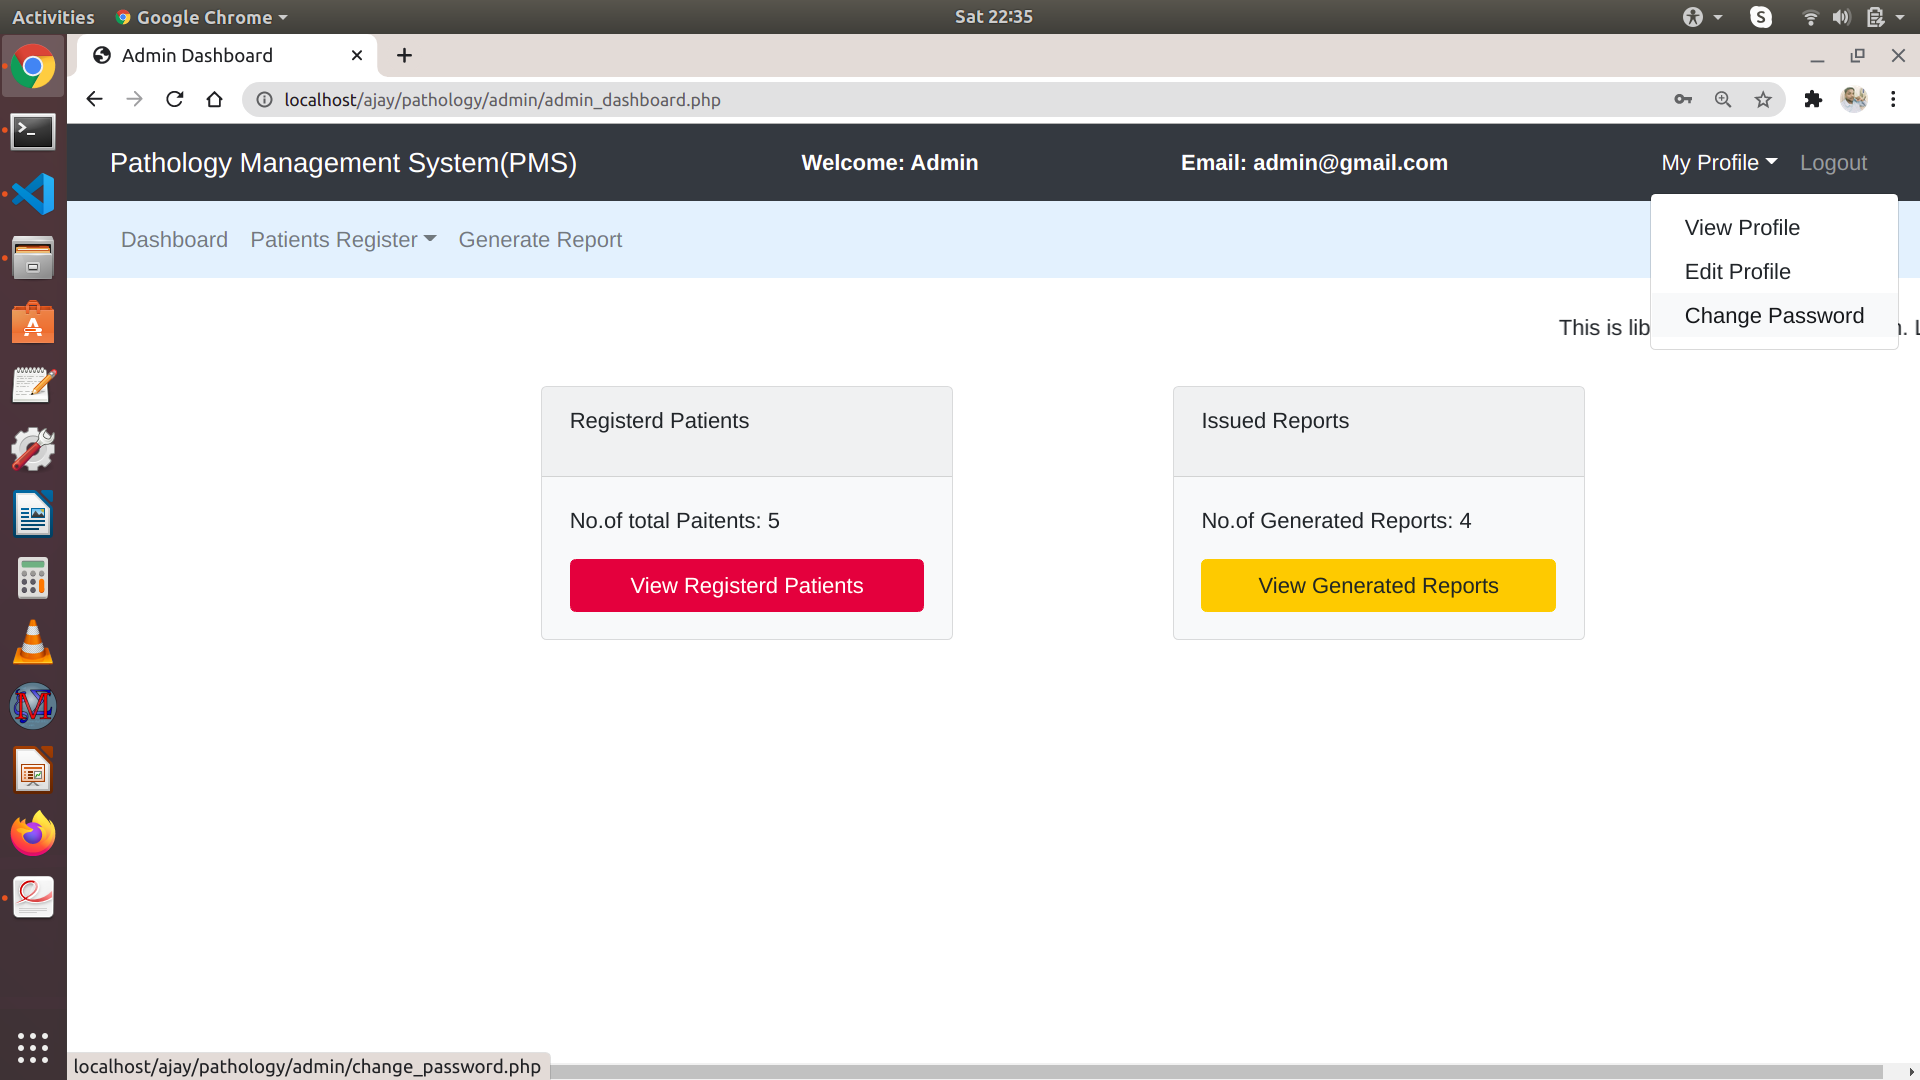 Activities Google Chrome Sat 22:35
Admin Dashboard
localhost/ajay/pathology/admin/admin_dashboard.php
Pathology Management System(PMS) Welcome: Admin Email: admin@gmail.com My Profile Logout
Dashboard Patients Register Generate Report
View Profile
Edit Profile
Change Password
This is lib
Registerd Patients
No.of total Paitents: 5
View Registerd Patients
Issued Reports
No.of Generated Reports: 4
View Generated Reports
localhost/ajay/pathology/admin/change_password.php